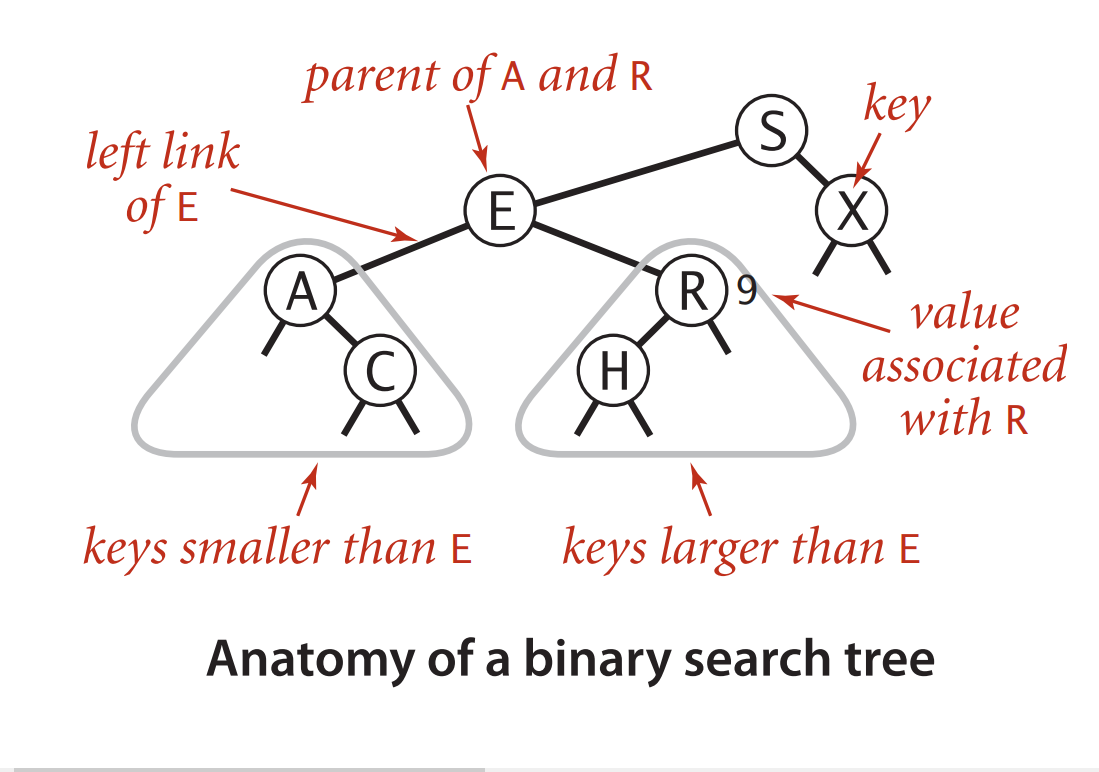 parent of A and R
key
left link
of E
S
E
X
A
R 9
C
H
value
associated
with R
keys smaller than E
keys larger than E
Anatomy of a binary search tree